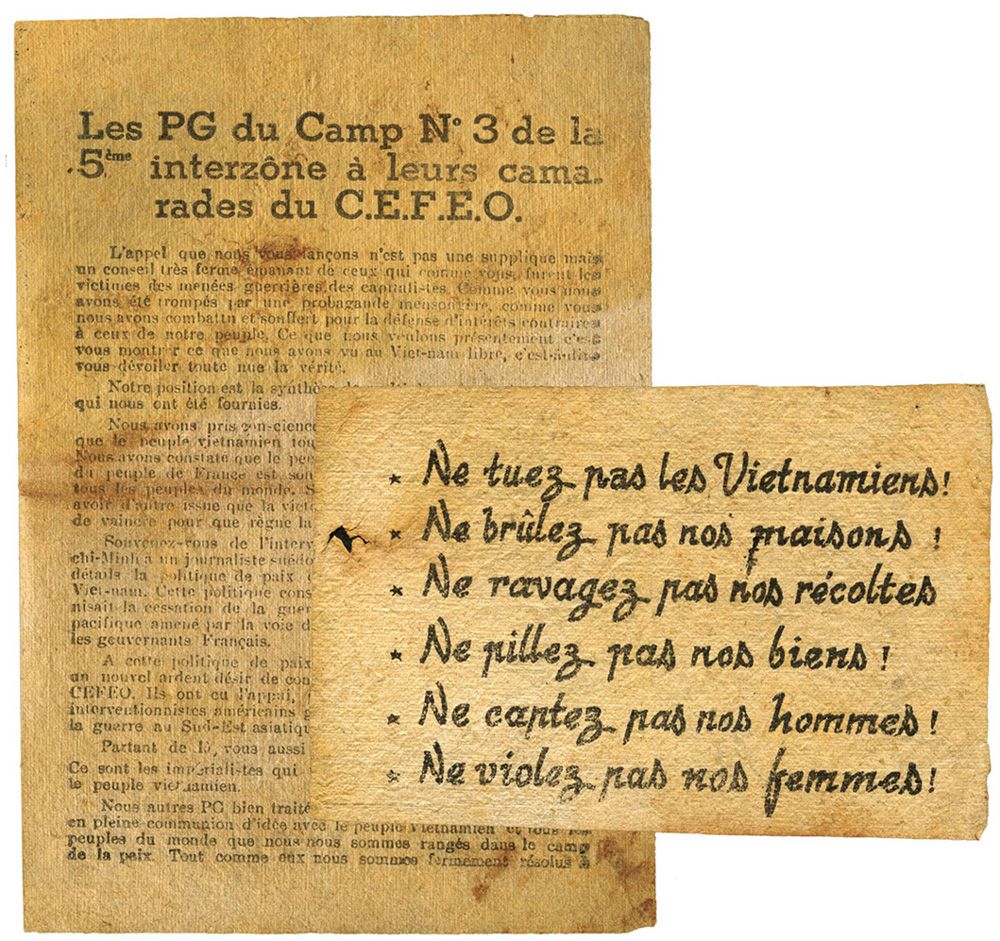 Les PG du Camp N° 3 de la
5ème interzône à leurs cama-
rades du C.E.F.E.O.
L'appel que nous vous lançons n'est pas une supplique mais
un conseil très ferme émanant de ceux qui comme vous, furent les
victimes des menées guerrières des capitali-tes Comme vous nous
avons été trompés par une probagande mensongère, comme vous
nous avons combattu et souffert pour la défense d'intérêts contraires
à ceux de notre peuple. Ce que nous voulons présentement c'est
vous montrer ce que nous avons vu au Viet-nam libre, c'est-à-dire
vous dévoiler toute nue la vérité.
Notre position est la synthèse
qui nous ont été fournies.
Nous avons pris con-cience
que le peuple vietnamien
Nous avons constaté que le
du peuple de France est
tous les peuples du monde.
avoir d'autre issue que la
de vaincre pour que règne la
Souvenez-vous de
chi-Minh a un journaliste suédo
détails la politique de paix
Viet-nam. Cette politique
nisait la cessation de la
pacifique amené par la voie
les gouvernants Français.
A cette politique de paix
un nouvel ardent désir de
CEFEO. Ils ont eu l'appui,
interventionnistes américains
la guerre au Sud-Est asiatiq
Partant de là, vous aussi
Ce sont les impériali-tes qui
le peuple vietnamien.
Nous autres PG bien traité
en pleine communion d'idée avec le peuple Vietnamien et tous les
peuples du monde que nous nous sommes rangés dans le camp
de la paix. Tout comme eux nous sommes fermement résolus à
* Ne tuez pas les Vietnamiens!
* Ne brûlez pas nos maisons !
* Ne ravagez pas nos récoltes
* Ne pillez pas nos biens !
* Ne captez pas nos hommes !
* Ne violez pas nos femmes !